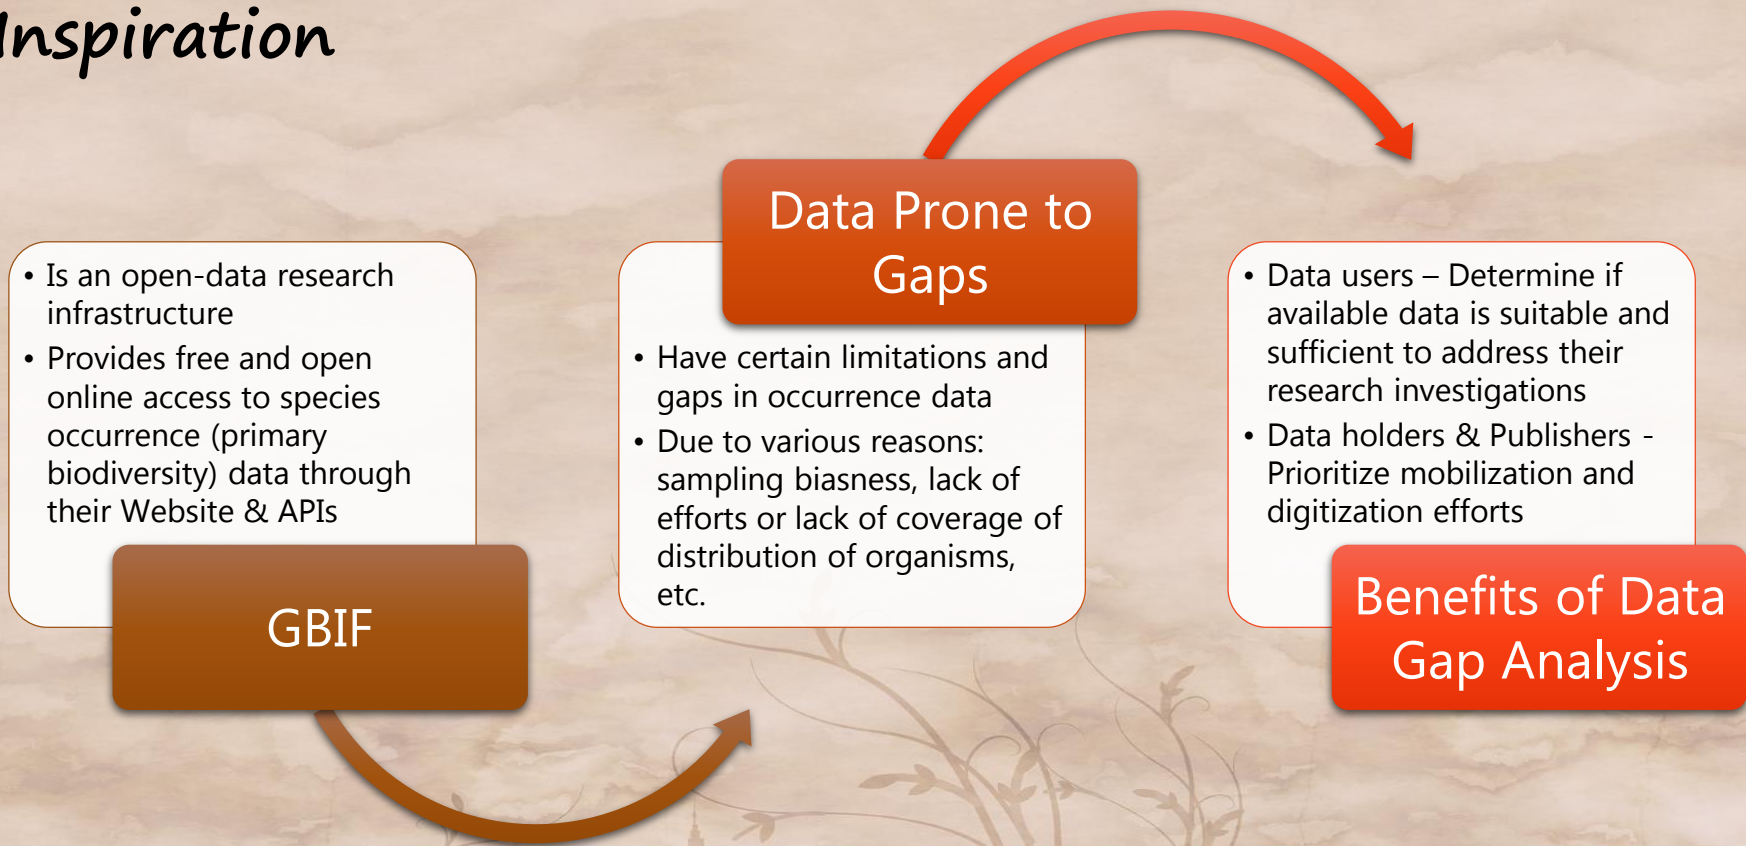 Inspiration
• Is an open-data research
infrastructure
• Provides free and open
online access to species
occurrence (primary
biodiversity) data through
their Website & APIs
GBIF
Data Prone to
Gaps
• Have certain limitations and
gaps in occurrence data
• Due to various reasons:
sampling biasness, lack of
efforts or lack of coverage of
distribution of organisms,
etc.
• Data users – Determine if
available data is suitable and
sufficient to address their
research investigations
• Data holders & Publishers -
Prioritize mobilization and
digitization efforts
Benefits of Data
Gap Analysis